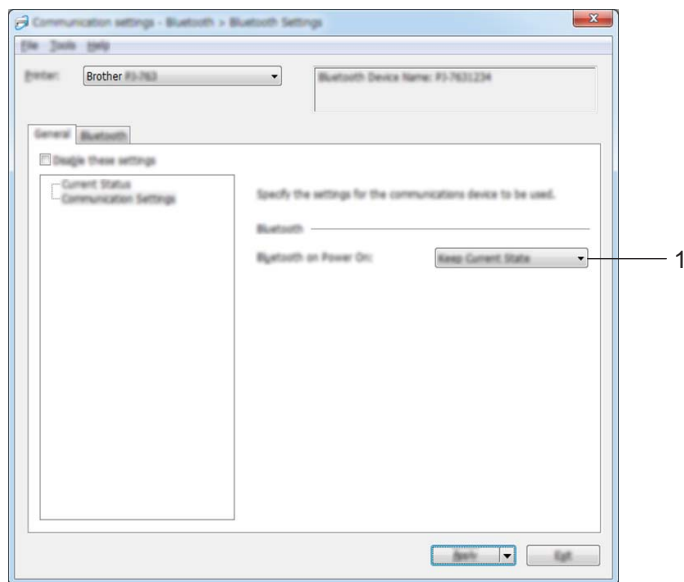 Communication settings - Bluetooth > Bluetooth Settings
File Tools Help
Printer: Brother PJ-763
Bluetooth Device Name: PJ-7631234
General Bluetooth
Disable these settings
Current Status
Communication Settings
Specify the settings for the communications device to be used.
Bluetooth
Bluetooth on Power On: Keep Current State
1
Apply Exit